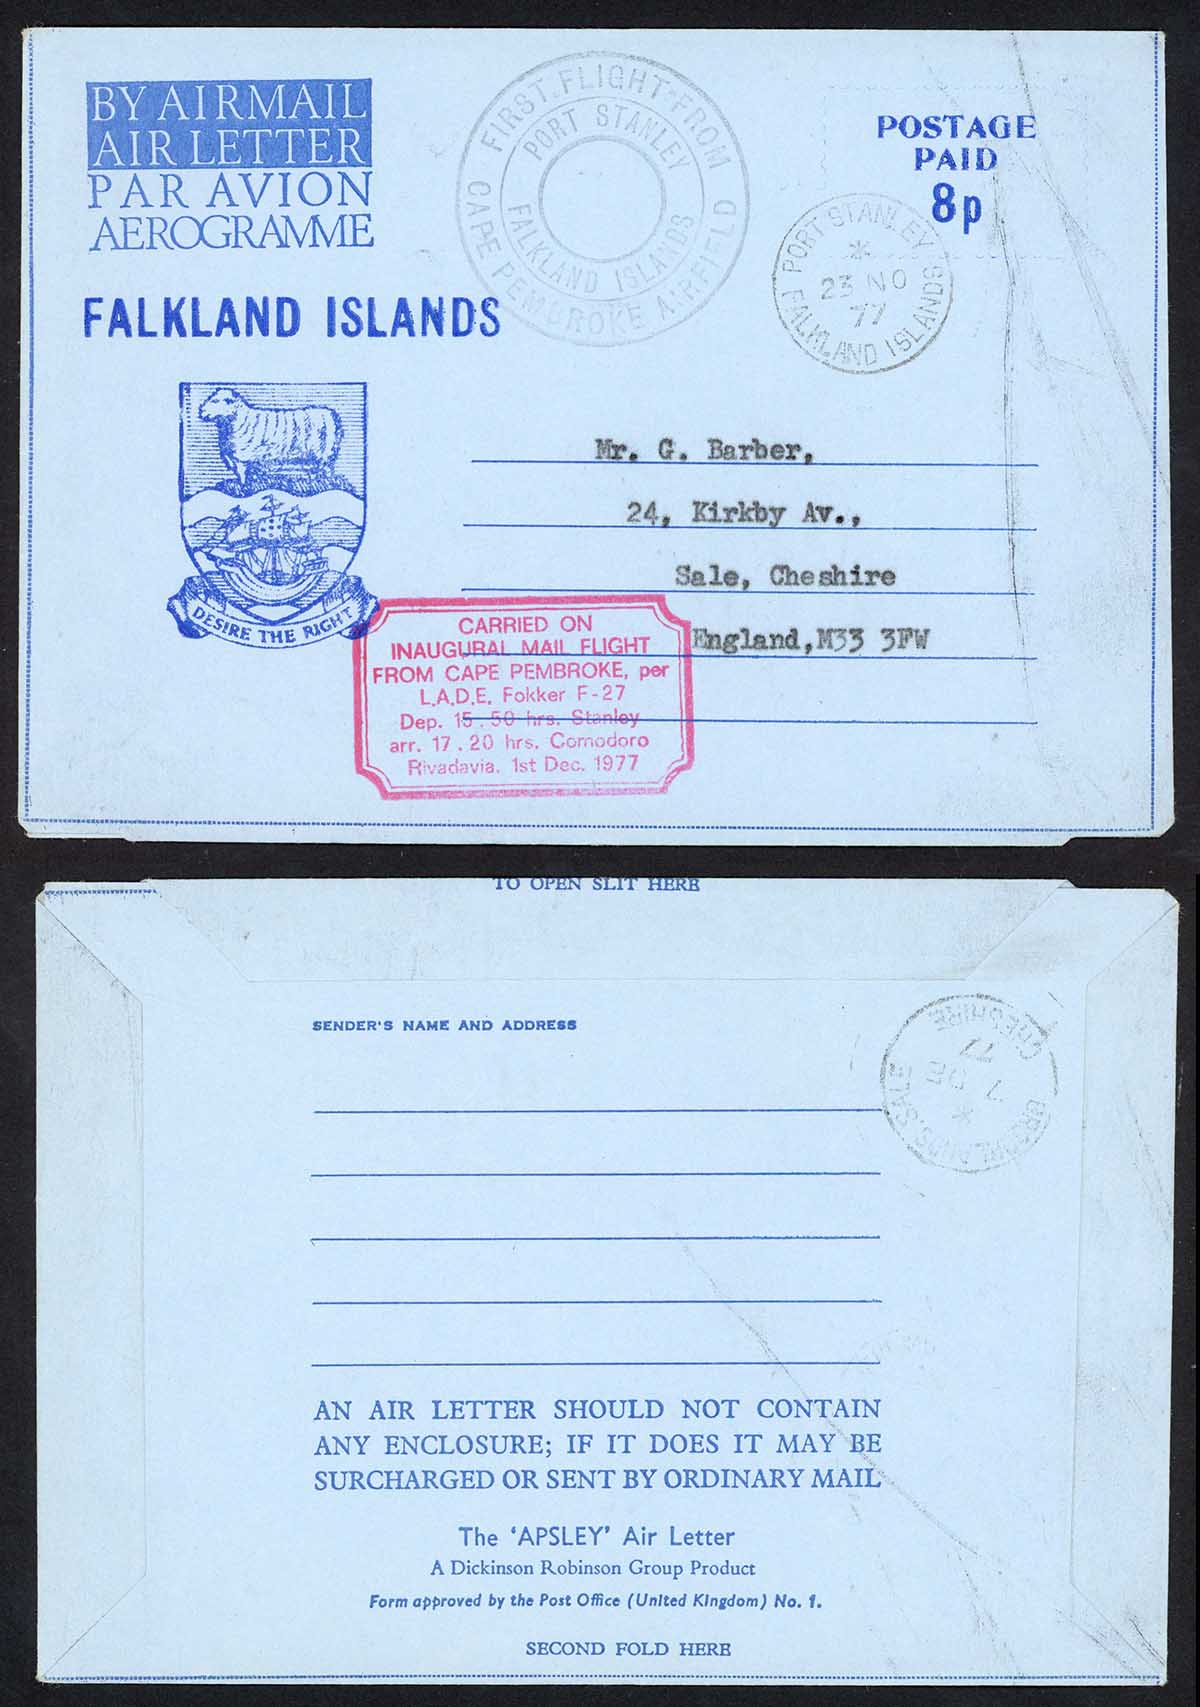 BY AIRMAIL
AIR LETTER
PAR AVION
AEROGRAMME
FIRST FLIGHT FROM
CAPE PEMBROKE AIRFIELD
PORT STANLEY
FALKLAND ISLANDS
POSTAGE
PAID
8p
PORT STANLEY
*
23 NO
77
FALKLAND ISLANDS
FALKLAND ISLANDS
DESIRE THE RIGHT
Mr. G. Barber,
24, Kirkby Av.,
Sale, Cheshire
England, M33 3FW
CARRIED ON
INAUGURAL MAIL FLIGHT
FROM CAPE PEMBROKE, per
L.A.D.E. Fokker F-27
Dep. 15.50 hrs. Stanley
arr. 17.20 hrs. Comodoro
Rivadavia. 1st Dec. 1977
TO OPEN SLIT HERE
SENDER'S NAME AND ADDRESS
BROOKLANDS. SALE
*
7 DE
77
CHESHIRE
AN AIR LETTER SHOULD NOT CONTAIN
ANY ENCLOSURE; IF IT DOES IT MAY BE
SURCHARGED OR SENT BY ORDINARY MAIL
The 'APSLEY' Air Letter
A Dickinson Robinson Group Product
Form approved by the Post Office (United Kingdom) No. 1.
SECOND FOLD HERE